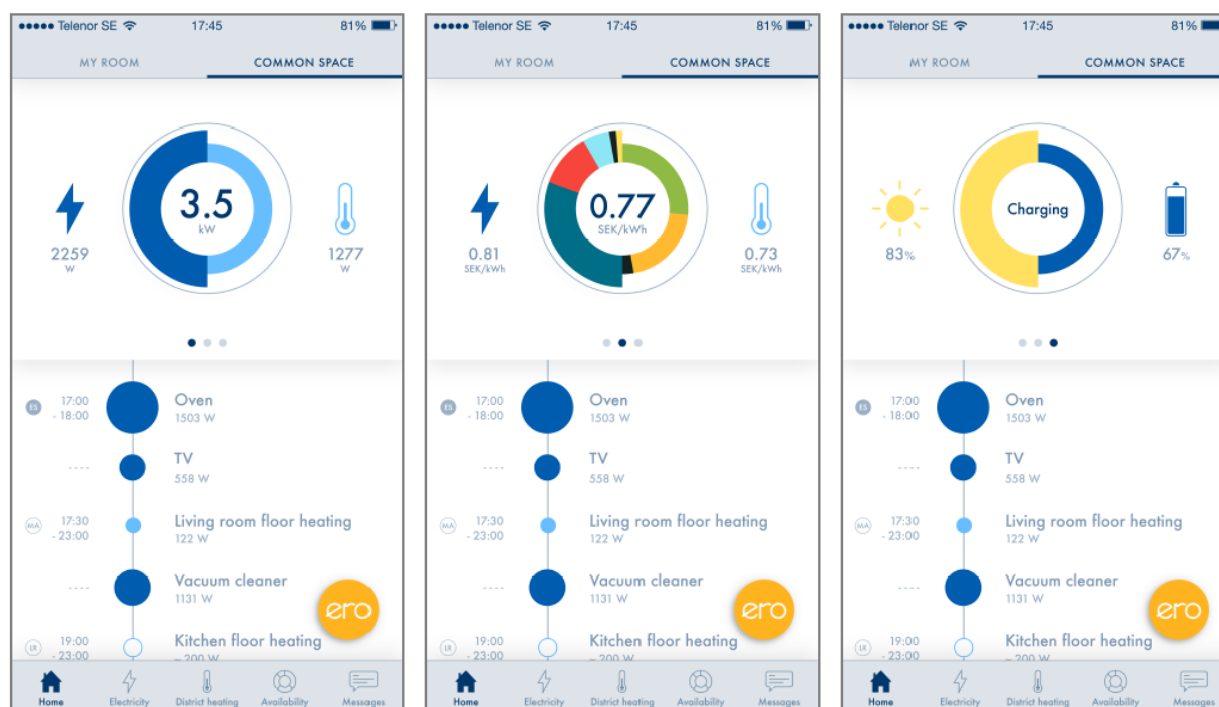 Telenor SE 17:45 81%
MY ROOM COMMON SPACE
3.5
kW
2259
W
1277
W
ES 17:00 - 18:00 Oven
1503 W
---- TV
558 W
MA 17:30 - 23:00 Living room floor heating
122 W
---- Vacuum cleaner
1131 W
ero
LR 19:00 - 23:00 Kitchen floor heating
~ 200 W
Home Electricity District heating Availability Messages
Telenor SE 17:45 81%
MY ROOM COMMON SPACE
0.77
SEK/kWh
0.81
SEK/kWh
0.73
SEK/kWh
ES 17:00 - 18:00 Oven
1503 W
---- TV
558 W
MA 17:30 - 23:00 Living room floor heating
122 W
---- Vacuum cleaner
1131 W
ero
LR 19:00 - 23:00 Kitchen floor heating
~ 200 W
Home Electricity District heating Availability Messages
Telenor SE 17:45 81%
MY ROOM COMMON SPACE
Charging
83%
67%
ES 17:00 - 18:00 Oven
1503 W
---- TV
558 W
MA 17:30 - 23:00 Living room floor heating
122 W
---- Vacuum cleaner
1131 W
ero
LR 19:00 - 23:00 Kitchen floor heating
~ 200 W
Home Electricity District heating Availability Messages